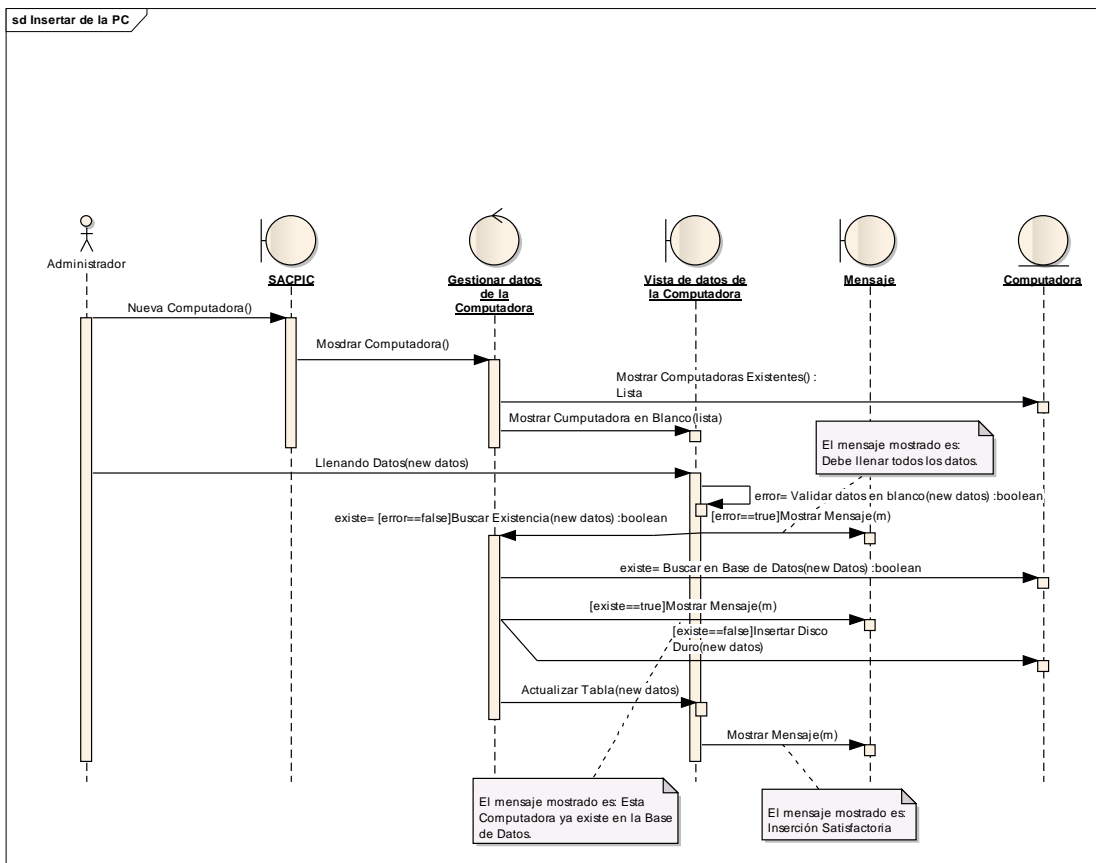 sd Insertar de la PC
Administrador
SACPIC
Gestionar datos
de la
Computadora
Vista de datos de
la Computadora
Mensaje
Computadora
Nueva Computadora()
Mosdrar Computadora()
Mostrar Computadoras Existentes() :
Lista
Mostrar Cumputadora en Blanco(lista)
El mensaje mostrado es:
Debe llenar todos los datos.
Llenando Datos(new datos)
error= Validar datos en blanco(new datos) :boolean
existe= [error==false]Buscar Existencia(new datos) :boolean
[error==true]Mostrar Mensaje(m)
existe= Buscar en Base de Datos(new Datos) :boolean
[existe==true]Mostrar Mensaje(m)
[existe==false]Insertar Disco
Duro(new datos)
Actualizar Tabla(new datos)
Mostrar Mensaje(m)
El mensaje mostrado es: Esta
Computadora ya existe en la Base
de Datos.
El mensaje mostrado es:
Inserción Satisfactoria